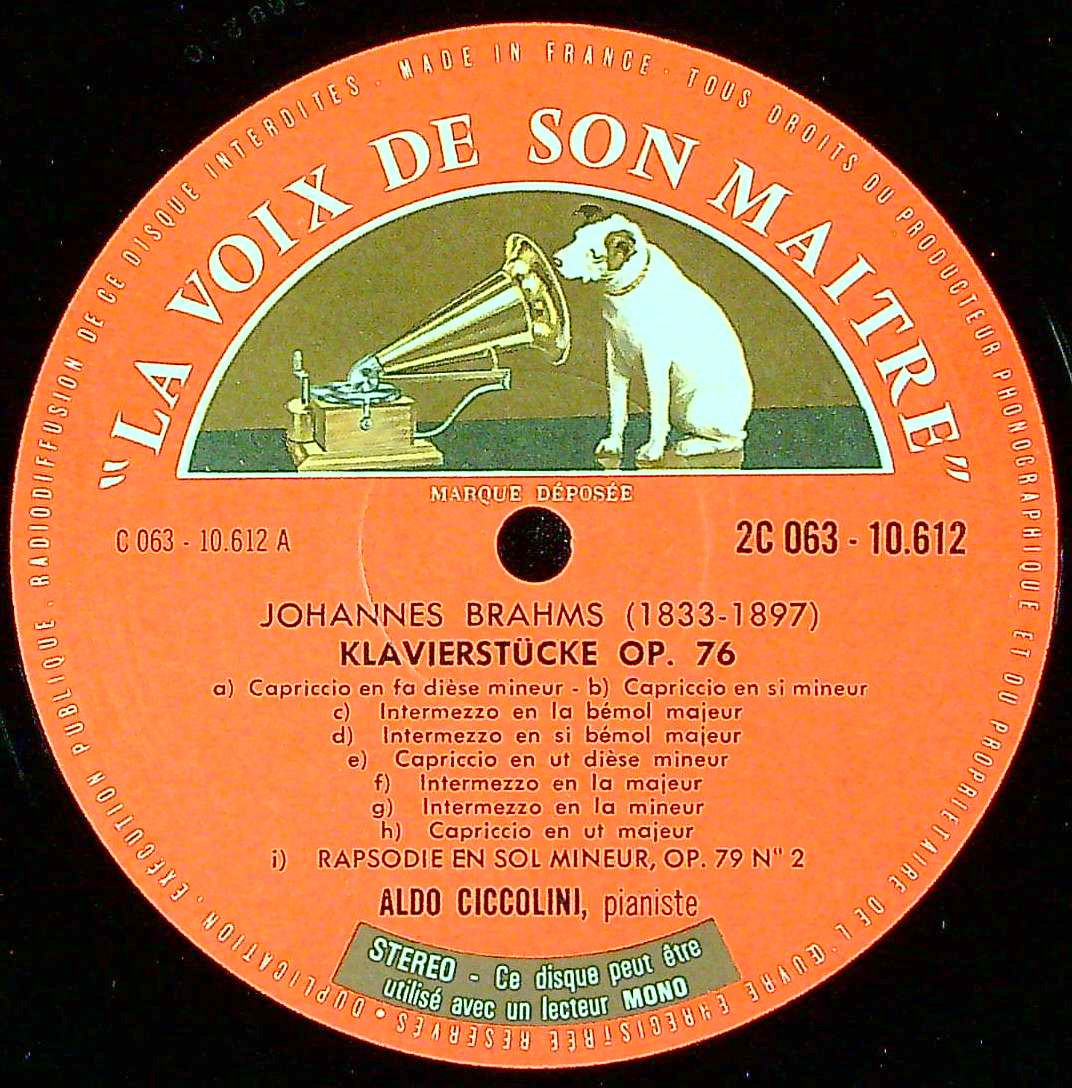 MADE IN FRANCE · TOUS DROITS DU PRODUCTEUR PHONOGRAPHIQUE ET DU PROPRIETAIRE DE L'ŒUVRE ENREGISTRÉE RÉSERVÉS • DUPLICATION, EXÉCUTION PUBLIQUE, RADIODIFFUSION DE CE DISQUE INTERDITES ·
"LA VOIX DE SON MAITRE"
MARQUE DÉPOSÉE
C 063 - 10.612 A
2C 063 - 10.612
JOHANNES BRAHMS (1833-1897)
KLAVIERSTÜCKE OP. 76
a) Capriccio en fa dièse mineur - b) Capriccio en si mineur
c) Intermezzo en la bémol majeur
d) Intermezzo en si bémol majeur
e) Capriccio en ut dièse mineur
f) Intermezzo en la majeur
g) Intermezzo en la mineur
h) Capriccio en ut majeur
i) RAPSODIE EN SOL MINEUR, OP. 79 N" 2
ALDO CICCOLINI, pianiste
STEREO - Ce disque peut être
utilisé avec un lecteur MONO